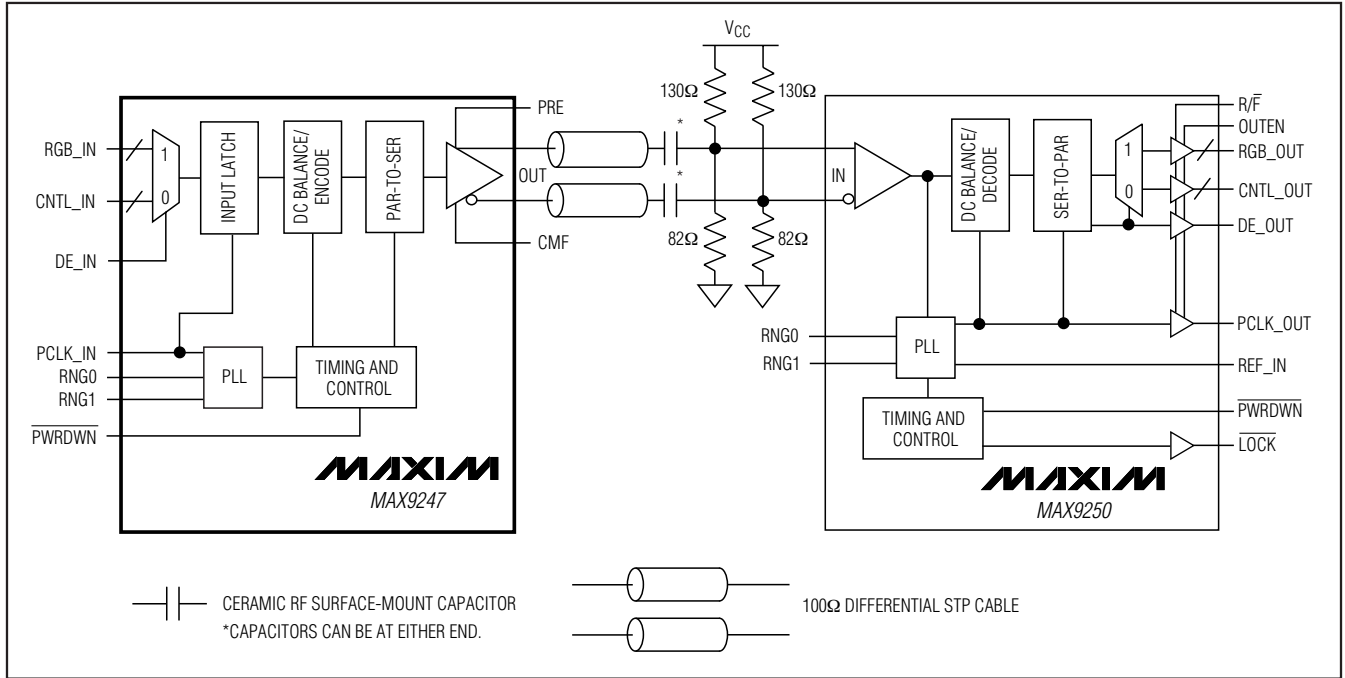 VCC
130Ω
130Ω
*
*
82Ω
82Ω
RGB_IN
CNTL_IN
DE_IN
PCLK_IN
RNG0
RNG1
PWRDWN
1
0
INPUT LATCH
DC BALANCE/
ENCODE
PAR-TO-SER
PLL
TIMING AND
CONTROL
PRE
OUT
CMF
MAXIM
MAX9247
IN
DC BALANCE/
DECODE
SER-TO-PAR
1
0
RNG0
RNG1
PLL
TIMING AND
CONTROL
R/F
OUTEN
RGB_OUT
CNTL_OUT
DE_OUT
PCLK_OUT
REF_IN
PWRDWN
LOCK
MAXIM
MAX9250
CERAMIC RF SURFACE-MOUNT CAPACITOR
*CAPACITORS CAN BE AT EITHER END.
100Ω DIFFERENTIAL STP CABLE